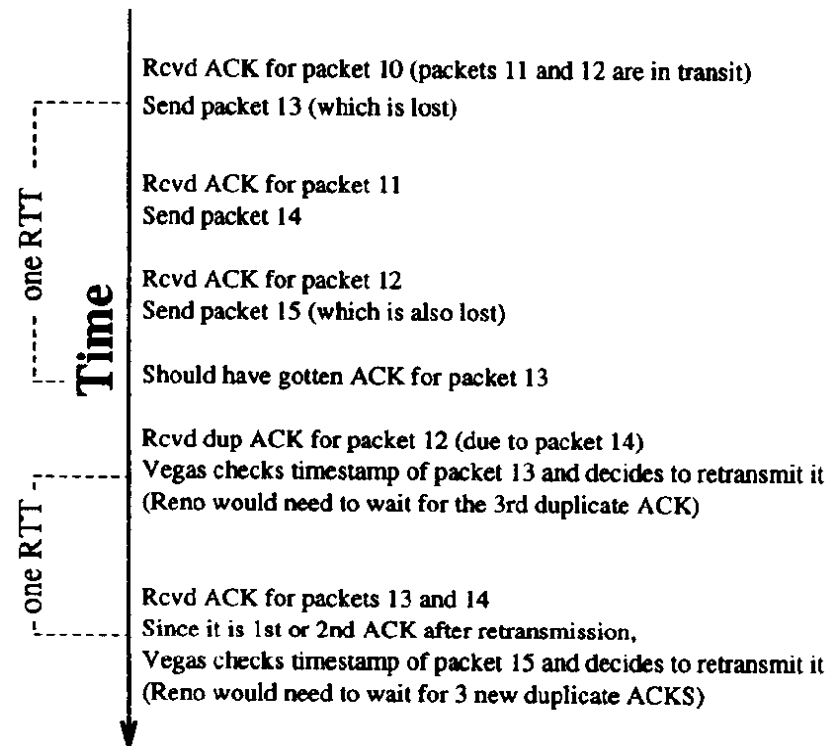 Rcvd ACK for packet 10 (packets 11 and 12 are in transit)
Send packet 13 (which is lost)
Rcvd ACK for packet 11
Send packet 14
Rcvd ACK for packet 12
Send packet 15 (which is also lost)
Should have gotten ACK for packet 13
Rcvd dup ACK for packet 12 (due to packet 14)
Vegas checks timestamp of packet 13 and decides to retransmit it
(Reno would need to wait for the 3rd duplicate ACK)
Rcvd ACK for packets 13 and 14
Since it is 1st or 2nd ACK after retransmission,
Vegas checks timestamp of packet 15 and decides to retransmit it
(Reno would need to wait for 3 new duplicate ACKS)
one RTT
Time
one RTT